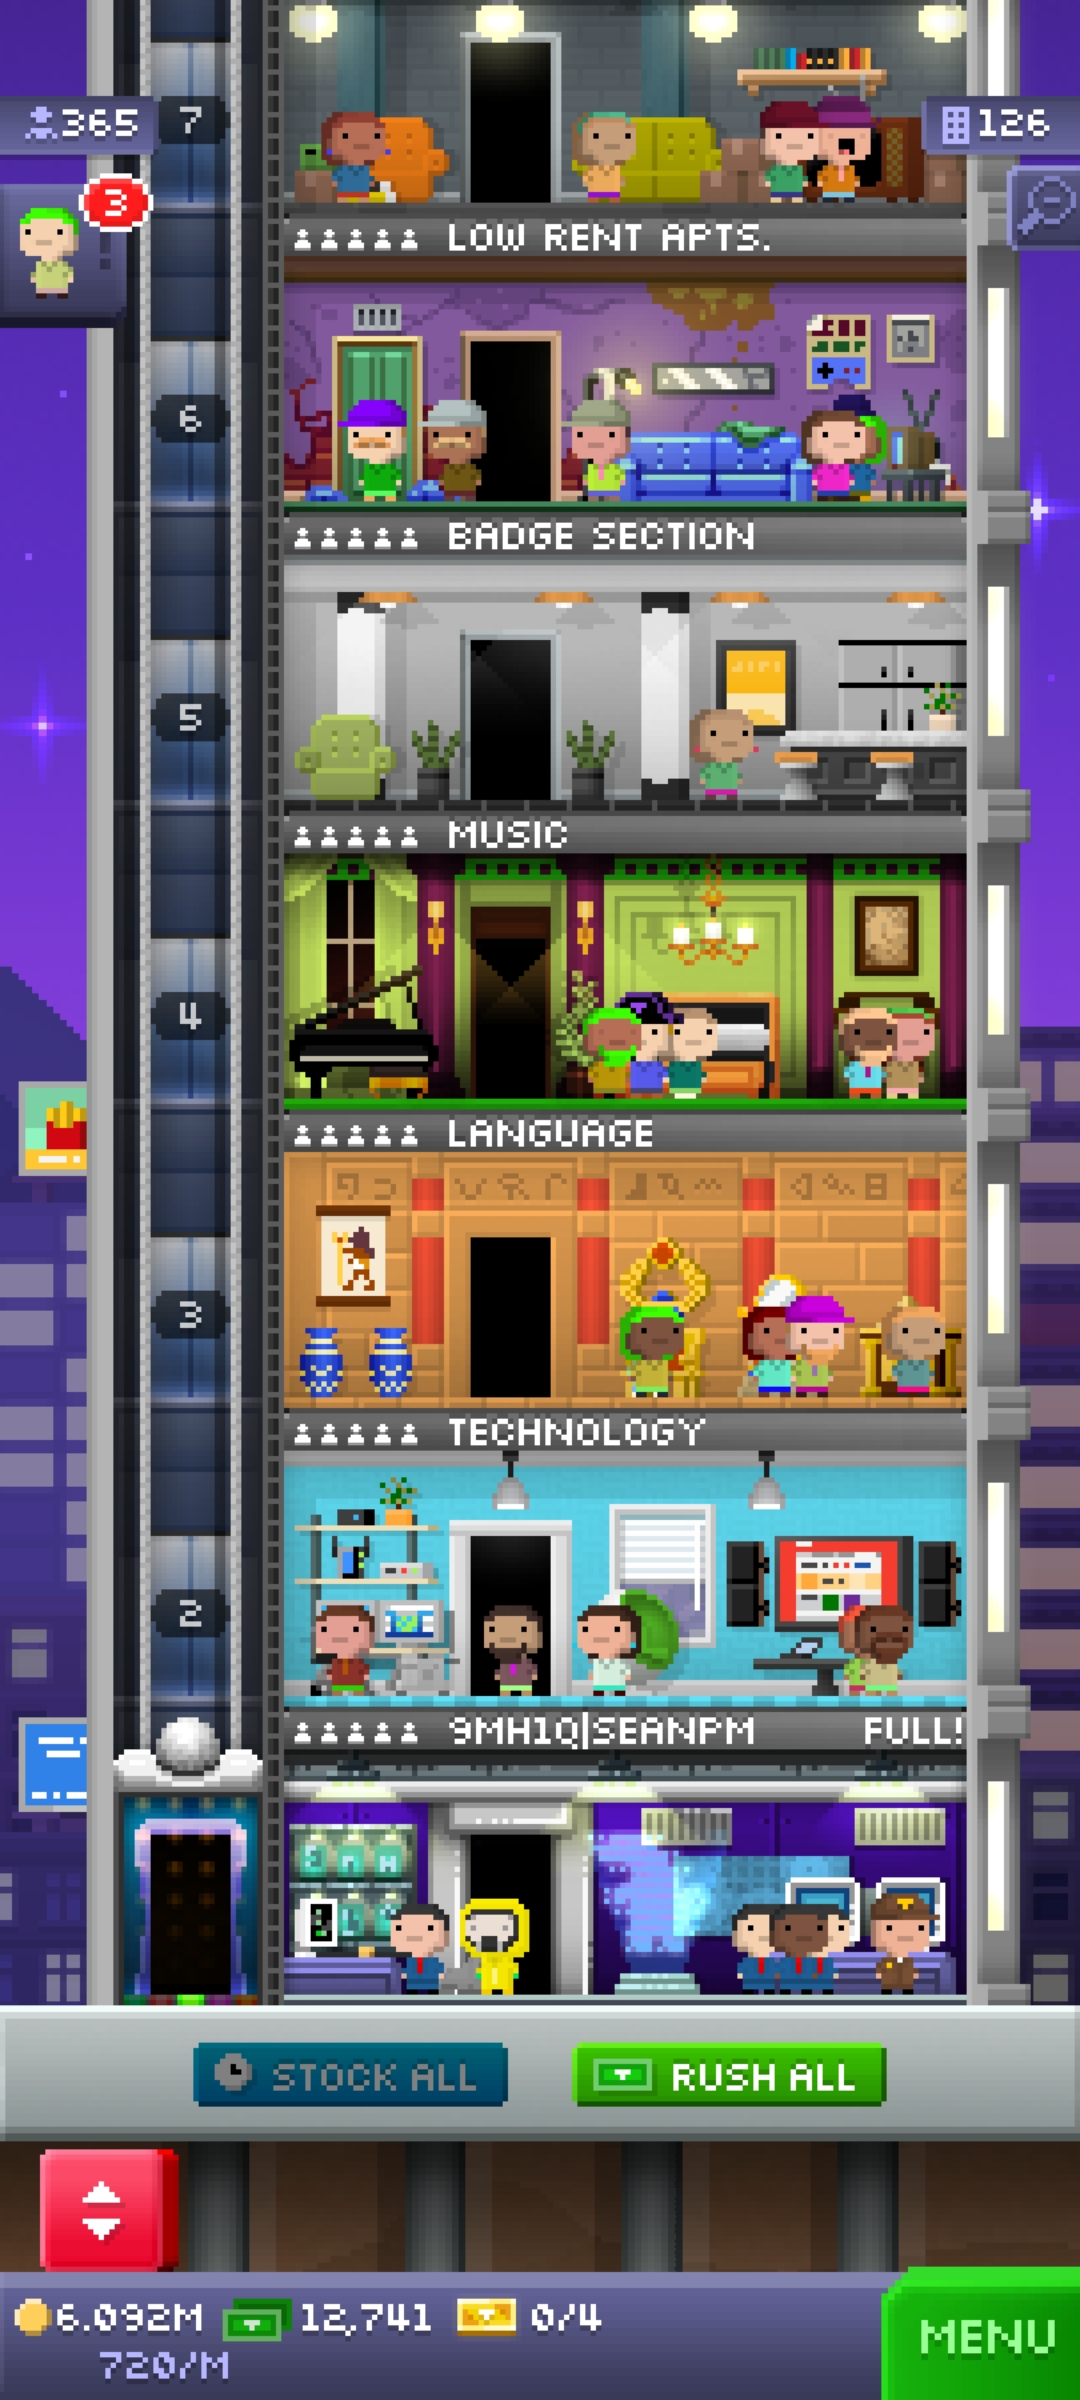 365
7
126
3
LOW RENT APTS.
6
BADGE SECTION
5
MUSIC
4
LANGUAGE
3
TECHNOLOGY
2
9MH1Q|SEANPM FULL!
STOCK ALL
RUSH ALL
6.092M 12,741 0/4
720/M
MENU